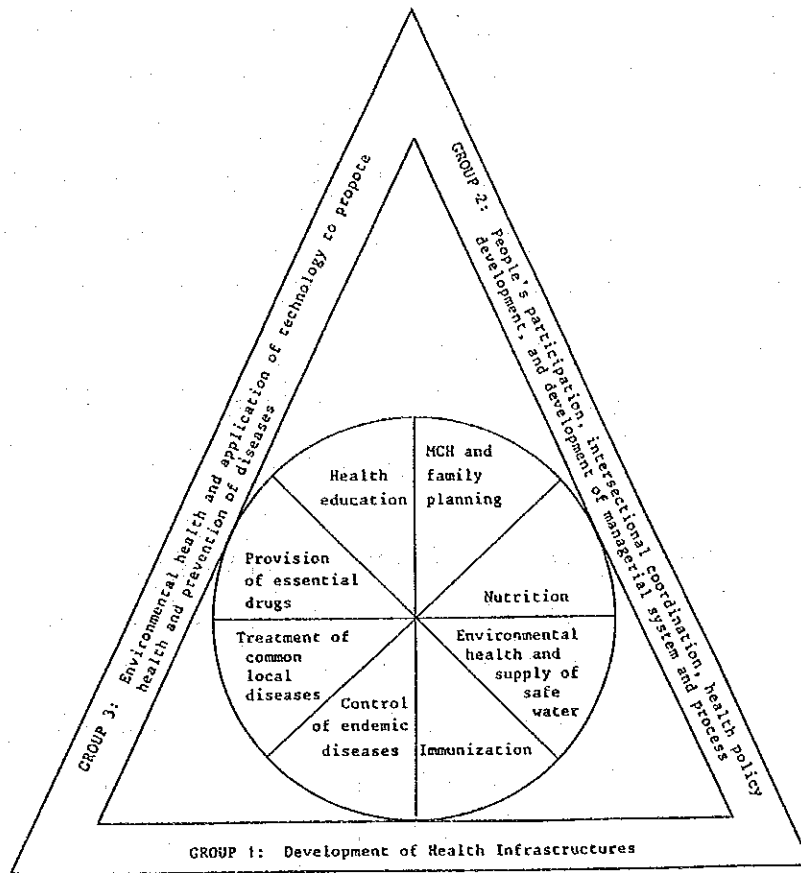 GROUP 3: Environmental health and application of technology to propote
health and prevention of diseases
GROUP 2: People's participation, intersectional coordination, health policy
development, and development of managerial system and process
Health
education
MCH and
family
planning
Provision
of essential
drugs
Nutrition
Treatment of
common
local
diseases
Environmental
health and
supply of
safe
water
Control
of endemic
diseases
Immunization
GROUP 1: Development of Health Infrastructures